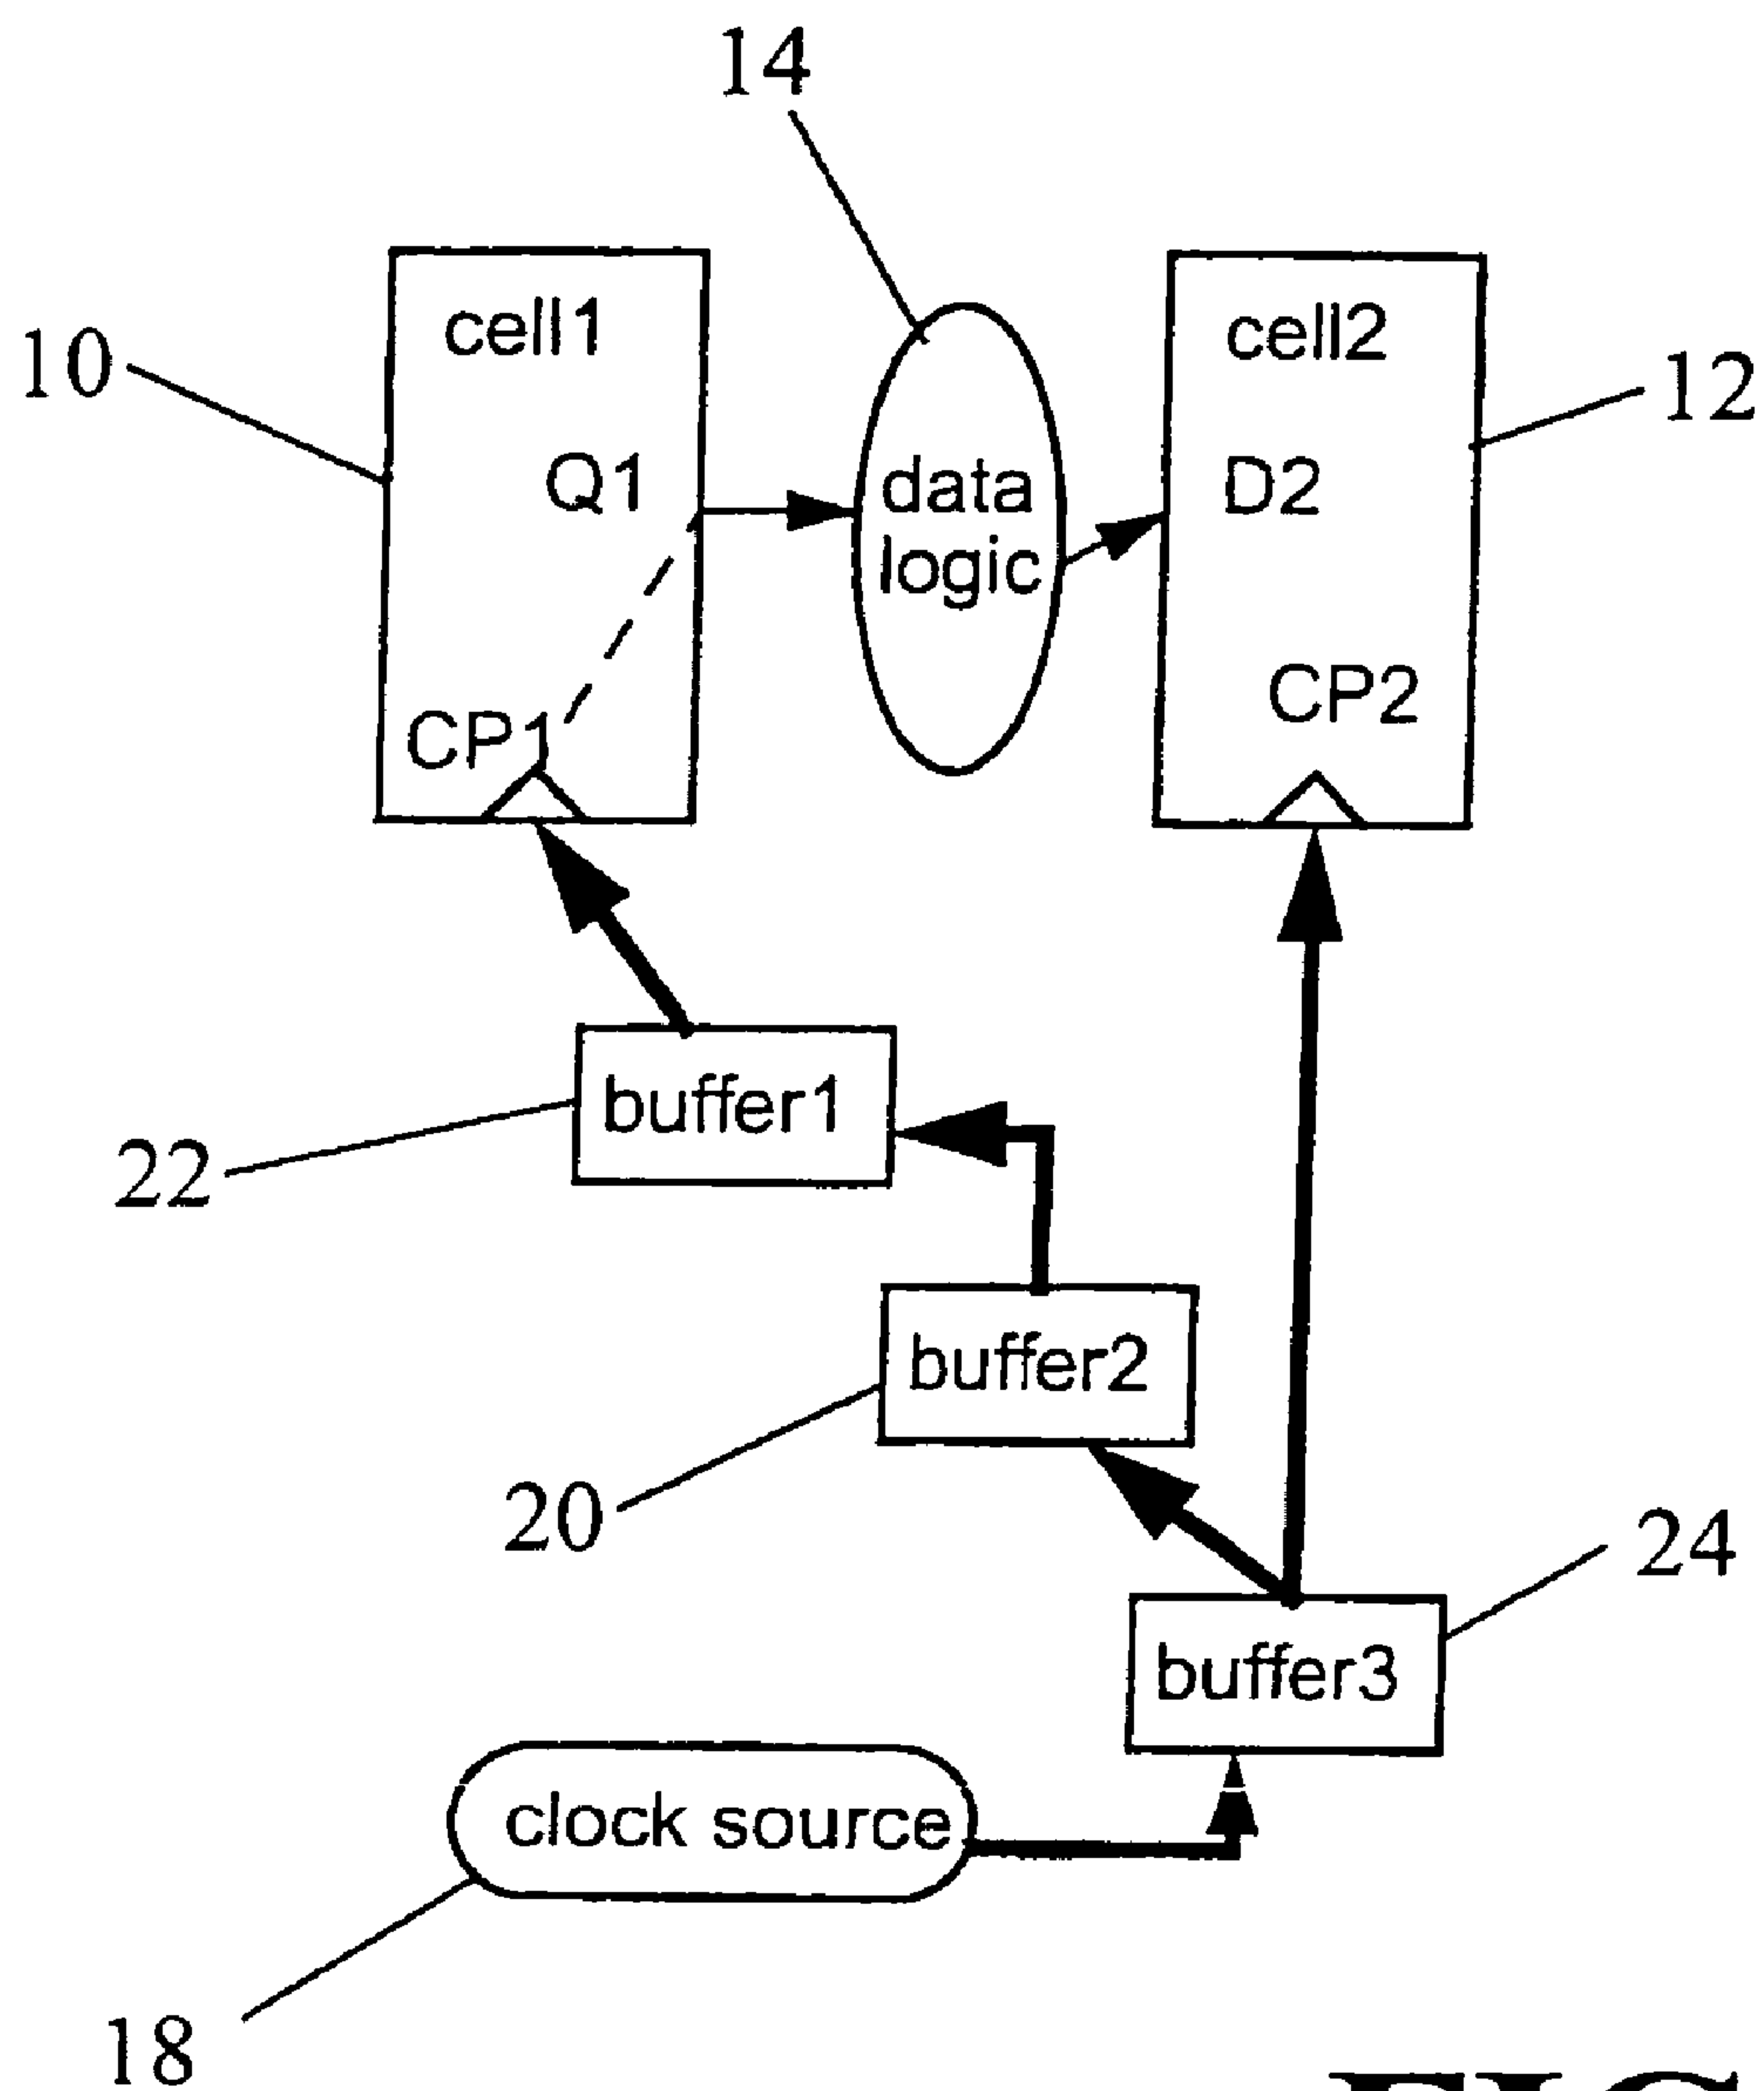 14
cell1
cell2
10
12
Q1
data
logic
D2
CP2
CP1
buffer1
22
buffer2
20
24
buffer3
clock source
18